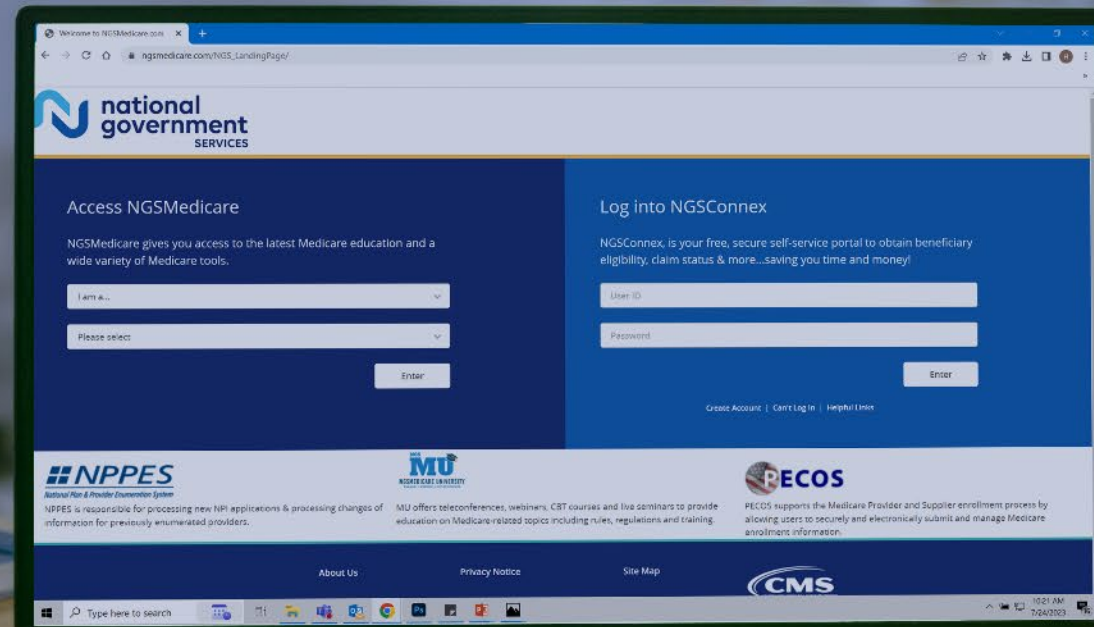 Welcome to NGSMedicare.com
ngsmedicare.com/NGS_LandingPage/
national
government
SERVICES
Access NGSMedicare
NGSMedicare gives you access to the latest Medicare education and a
wide variety of Medicare tools.
I am a...
Please select
Enter
Log into NGSConnex
NGSConnex, is your free, secure self-service portal to obtain beneficiary
eligibility, claim status & more...saving you time and money!
User ID
Password
Enter
Create Account | Can't Log In | Helpful Links
NPPES
National Plan & Provider Enumeration System
NPPES is responsible for processing new NPI applications & processing changes of
information for previously enumerated providers.
MU
NGSMEDICARE UNIVERSITY
MU offers teleconferences, webinars, CBT courses and live seminars to provide
education on Medicare-related topics including rules, regulations and training.
PECOS
PECOS supports the Medicare Provider and Supplier enrollment process by
allowing users to securely and electronically submit and manage Medicare
enrollment information.
About Us
Privacy Notice
Site Map
CMS
Type here to search
Ps
10:21 AM
7/24/2023